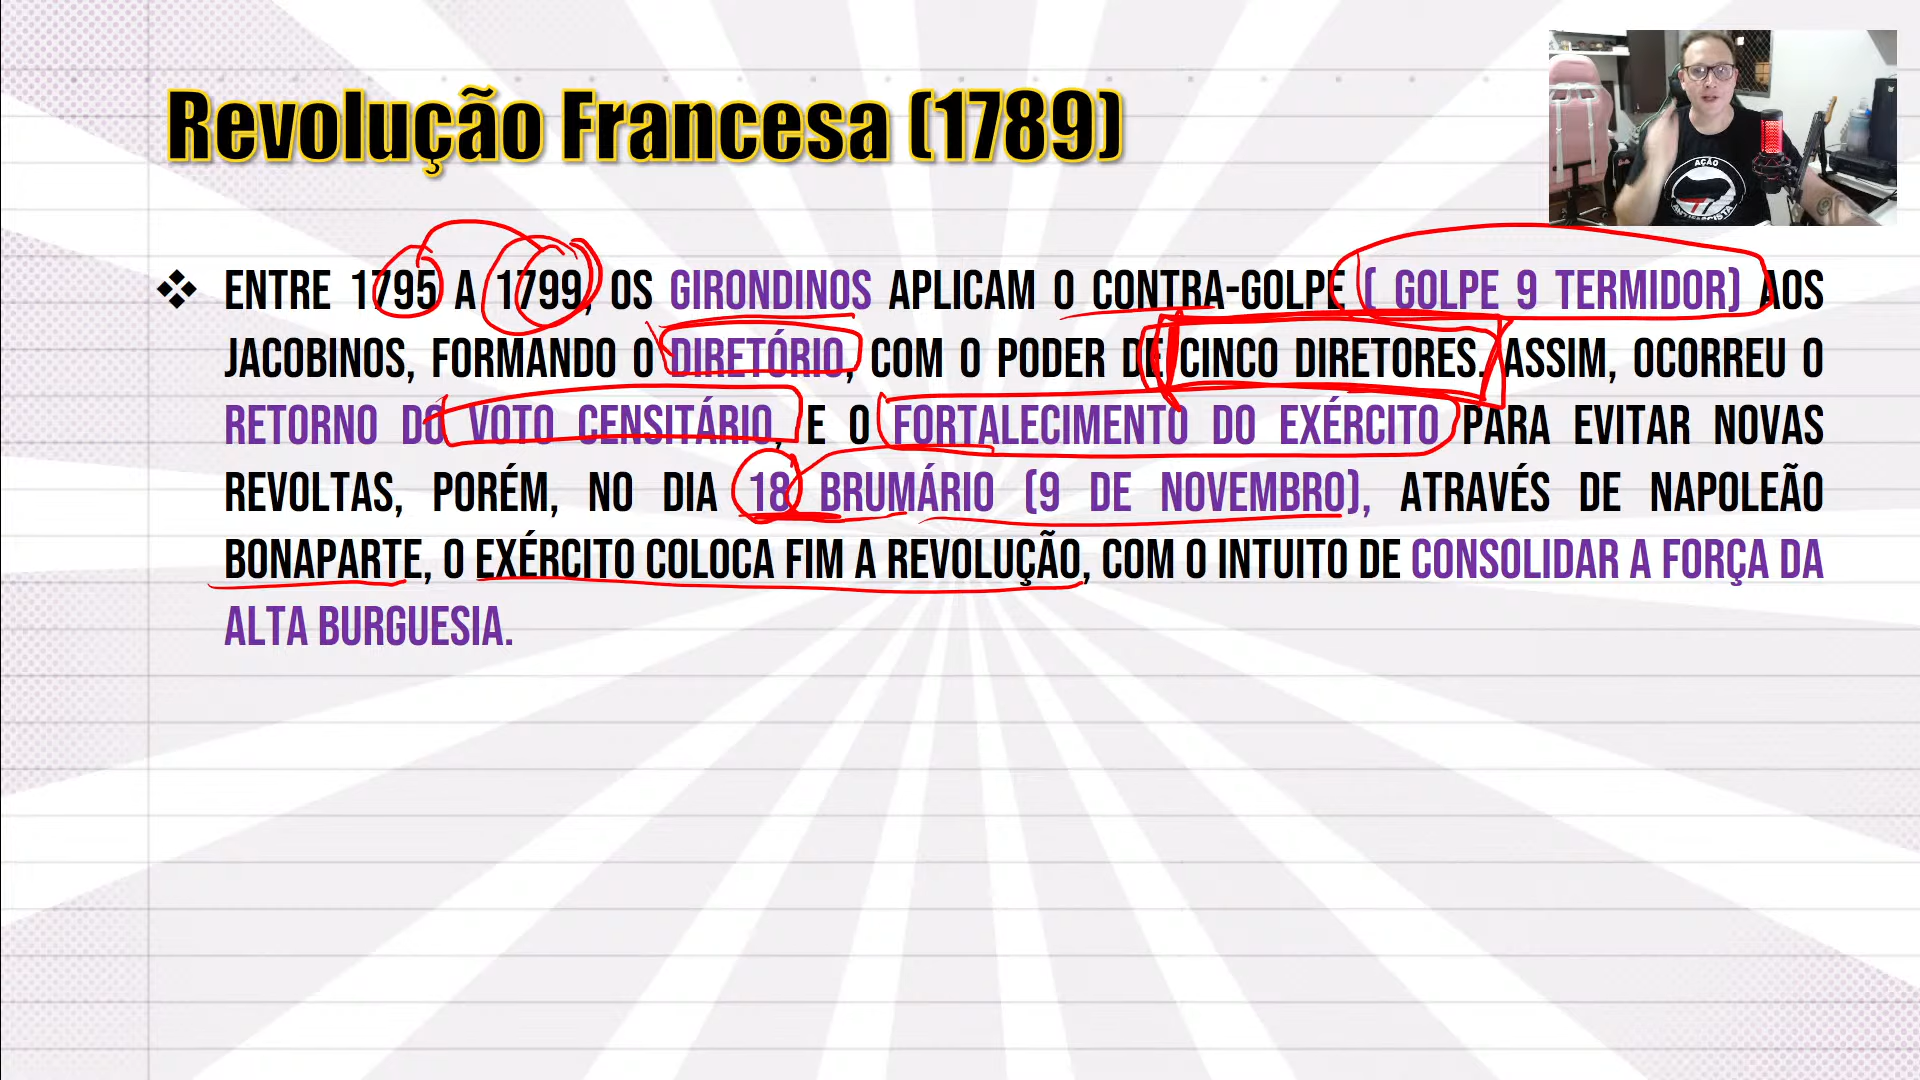 Revolução Francesa (1789)
AÇÃO
ANTIFASCISTA
❖ ENTRE 1795 A 1799, OS GIRONDINOS APLICAM O CONTRA-GOLPE ( GOLPE 9 TERMIDOR) AOS
JACOBINOS, FORMANDO O DIRETÓRIO, COM O PODER DE CINCO DIRETORES. ASSIM, OCORREU O
RETORNO DO VOTO CENSITÁRIO, E O FORTALECIMENTO DO EXÉRCITO PARA EVITAR NOVAS
REVOLTAS, PORÉM, NO DIA 18 BRUMÁRIO (9 DE NOVEMBRO), ATRAVÉS DE NAPOLEÃO
BONAPARTE, O EXÉRCITO COLOCA FIM A REVOLUÇÃO, COM O INTUITO DE CONSOLIDAR A FORÇA DA
ALTA BURGUESIA.